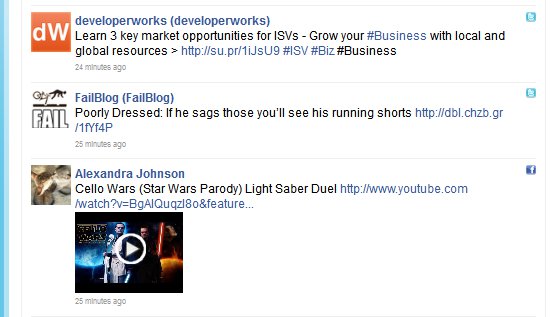 dW
developerworks (developerworks)
Learn 3 key market opportunities for ISVs - Grow your #Business with local and
global resources > http://su.pr/1iJsU9 #ISV #Biz #Business
24 minutes ago
FAIL
FailBlog (FailBlog)
Poorly Dressed: If he sags those you'll see his running shorts http://dbl.chzb.gr
/1fYf4P
25 minutes ago
Alexandra Johnson
Cello Wars (Star Wars Parody) Light Saber Duel http://www.youtube.com
/watch?v=BgAlQuqzl8o&feature...
25 minutes ago